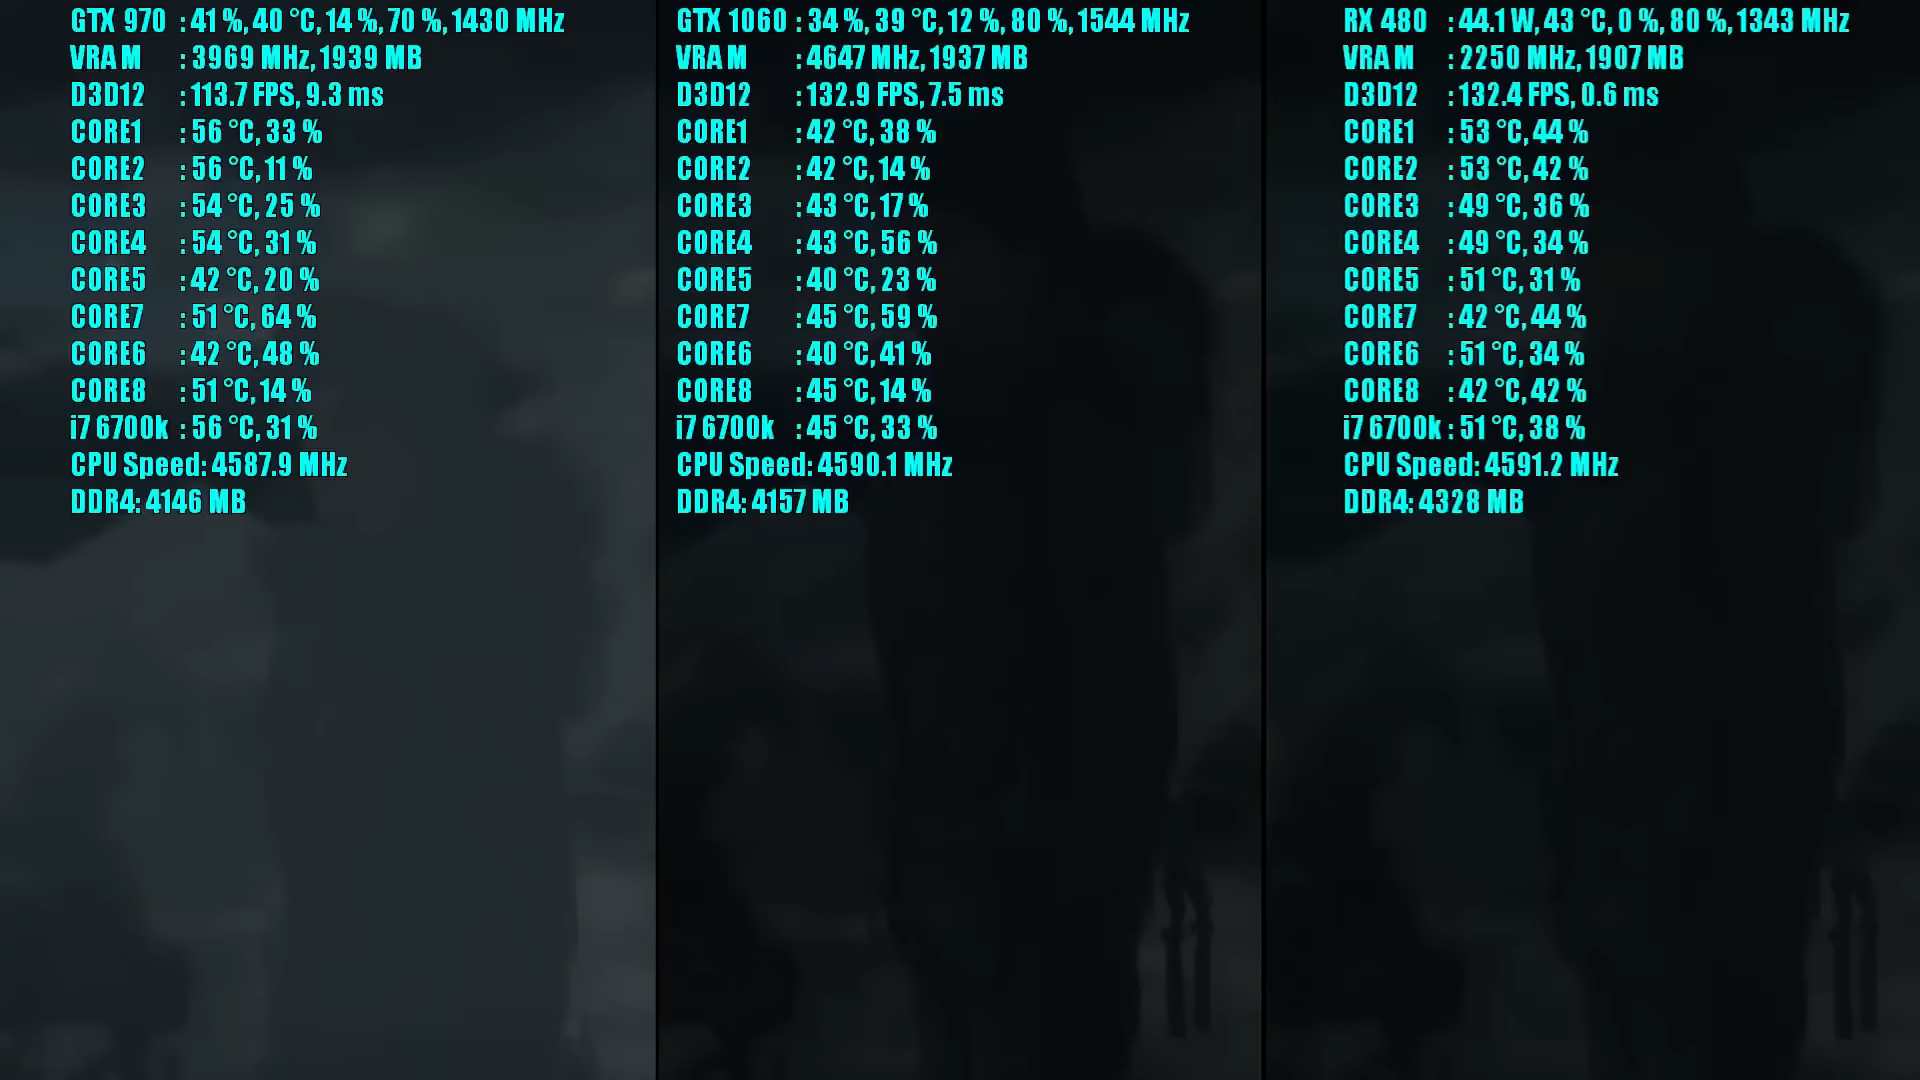 GTX 970 : 41 %, 40 °C, 14 %, 70 %, 1430 MHz
VRAM : 3969 MHz, 1939 MB
D3D12 : 113.7 FPS, 9.3 ms
CORE1 : 56 °C, 33 %
CORE2 : 56 °C, 11 %
CORE3 : 54 °C, 25 %
CORE4 : 54 °C, 31 %
CORE5 : 42 °C, 20 %
CORE7 : 51 °C, 64 %
CORE6 : 42 °C, 48 %
CORE8 : 51 °C, 14 %
i7 6700k : 56 °C, 31 %
CPU Speed: 4587.9 MHz
DDR4: 4146 MB
GTX 1060 : 34 %, 39 °C, 12 %, 80 %, 1544 MHz
VRAM : 4647 MHz, 1937 MB
D3D12 : 132.9 FPS, 7.5 ms
CORE1 : 42 °C, 38 %
CORE2 : 42 °C, 14 %
CORE3 : 43 °C, 17 %
CORE4 : 43 °C, 56 %
CORE5 : 40 °C, 23 %
CORE7 : 45 °C, 59 %
CORE6 : 40 °C, 41 %
CORE8 : 45 °C, 14 %
i7 6700k : 45 °C, 33 %
CPU Speed: 4590.1 MHz
DDR4: 4157 MB
RX 480 : 44.1 W, 43 °C, 0 %, 80 %, 1343 MHz
VRAM : 2250 MHz, 1907 MB
D3D12 : 132.4 FPS, 0.6 ms
CORE1 : 53 °C, 44 %
CORE2 : 53 °C, 42 %
CORE3 : 49 °C, 36 %
CORE4 : 49 °C, 34 %
CORE5 : 51 °C, 31 %
CORE7 : 42 °C, 44 %
CORE6 : 51 °C, 34 %
CORE8 : 42 °C, 42 %
i7 6700k : 51 °C, 38 %
CPU Speed: 4591.2 MHz
DDR4: 4328 MB